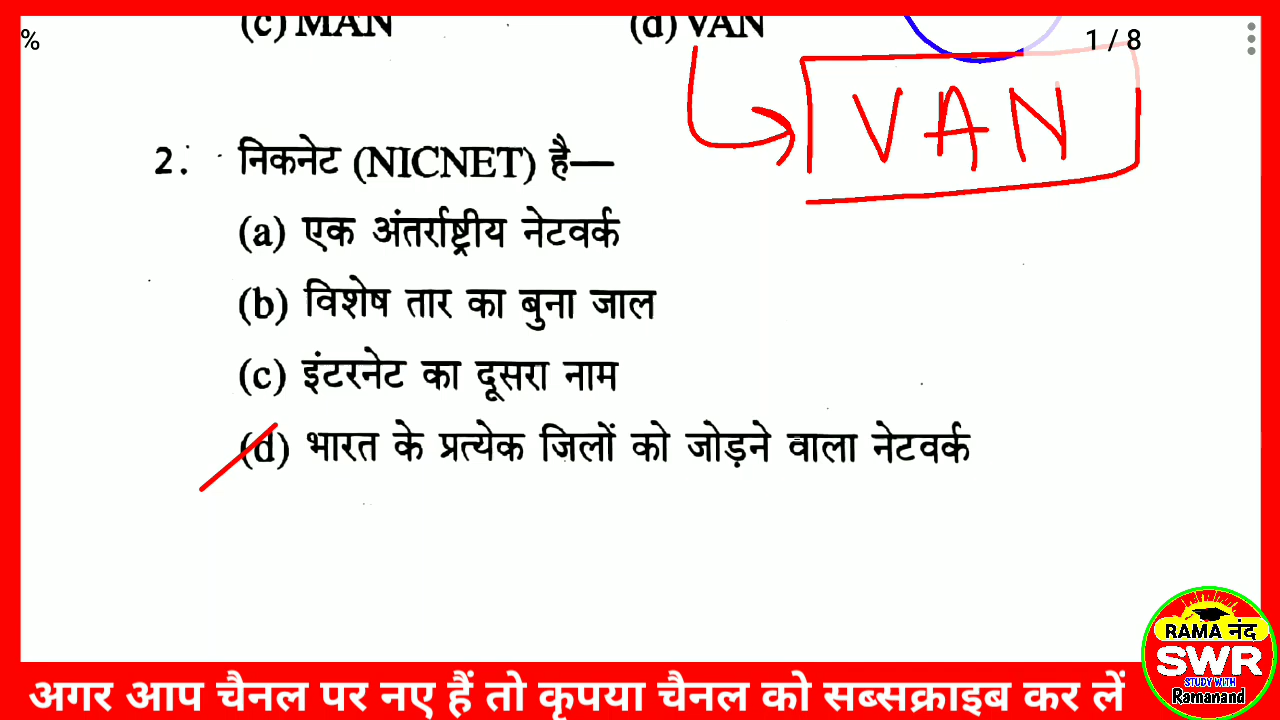 (c) MAN (d) VAN
% 1 / 8
VAN
2. निकनेट (NICNET) है—
(a) एक अंतर्राष्ट्रीय नेटवर्क
(b) विशेष तार का बुना जाल
(c) इंटरनेट का दूसरा नाम
(d) भारत के प्रत्येक जिलों को जोड़ने वाला नेटवर्क
RAMA नंद
SWR
STUDY WITH
Ramanand
अगर आप चैनल पर नए हैं तो कृपया चैनल को सब्सक्राइब कर लें